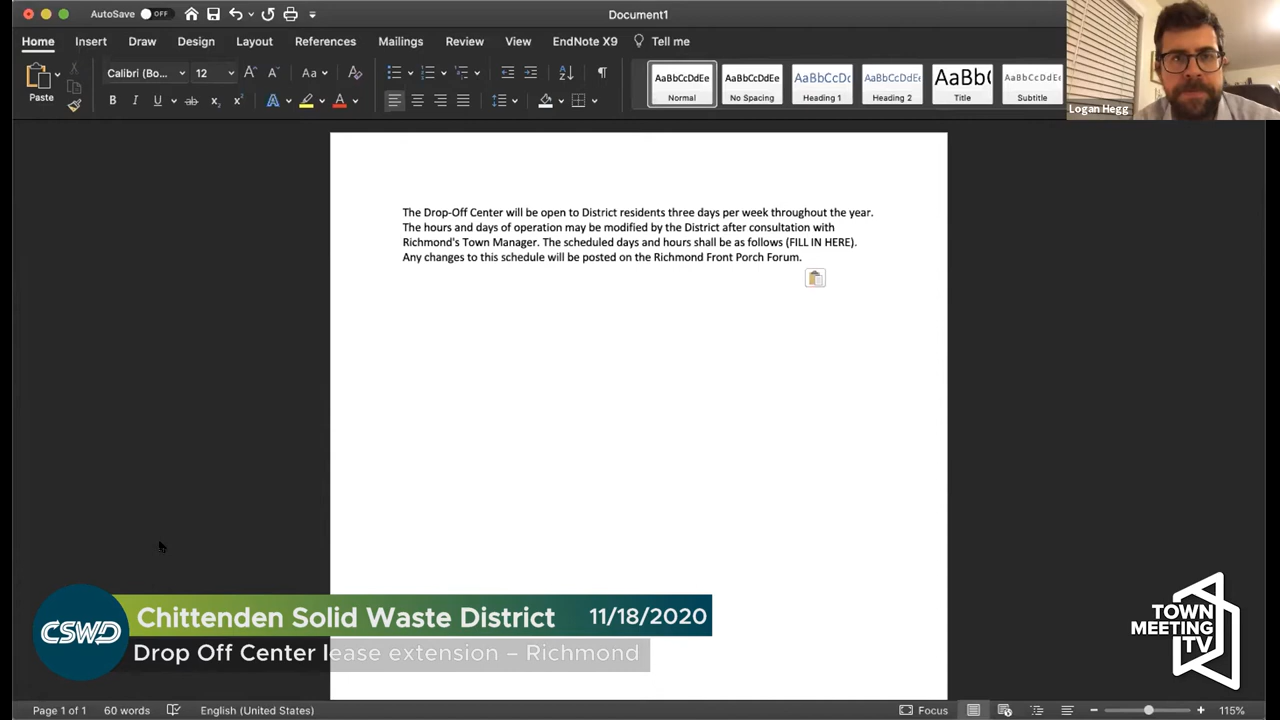 AutoSave OFF
Document1
Home Insert Draw Design Layout References Mailings Review View EndNote X9 Tell me
Paste
Calibri (Bo... 12
AaBbCcDdEe
Normal
AaBbCcDdEe
No Spacing
AaBbCcDc
Heading 1
AaBbCcDdEe
Heading 2
AaBbC
Title
AaBbCcDdEe
Subtitle
Logan Hegg
The Drop-Off Center will be open to District residents three days per week throughout the year.
The hours and days of operation may be modified by the District after consultation with
Richmond's Town Manager. The scheduled days and hours shall be as follows (FILL IN HERE).
Any changes to this schedule will be posted on the Richmond Front Porch Forum.
CSWD
Chittenden Solid Waste District 11/18/2020
Drop Off Center lease extension – Richmond
TOWN
MEETING
TV
Page 1 of 1 60 words English (United States) Focus 115%